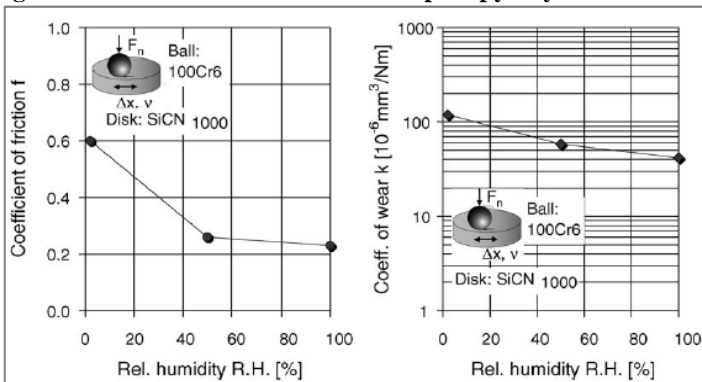 Coefficient of friction f
1.0
0.8
0.6
0.4
0.2
0.0
Fn
Ball:
100Cr6
Δx, ν
Disk: SiCN 1000
0 20 40 60 80 100
Rel. humidity R.H. [%]
Coeff. of wear k [10⁻⁶mm³/Nm]
1000
100
10
1
Fn
Ball:
100Cr6
Δx, ν
Disk: SiCN 1000
0 20 40 60 80 100
Rel. humidity R.H. [%]